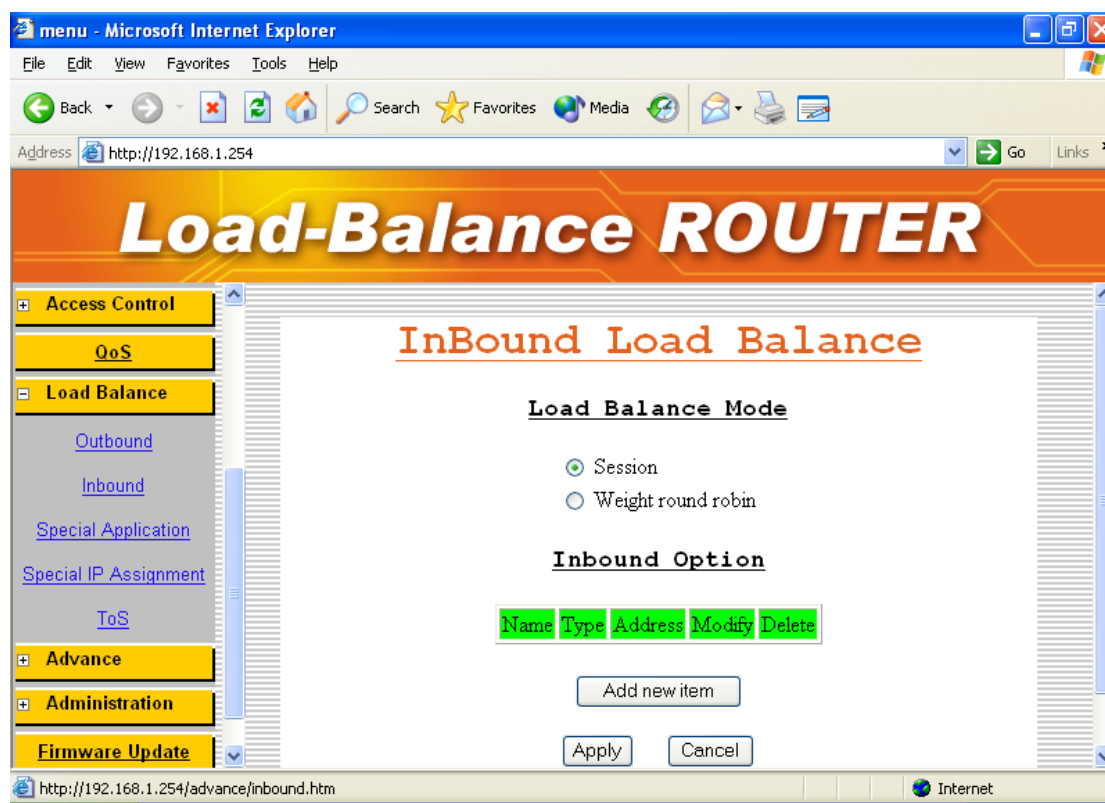 menu - Microsoft Internet Explorer
File Edit View Favorites Tools Help
Back Search Favorites Media
Address http://192.168.1.254 Go Links
Load-Balance ROUTER
Access Control
QoS
Load Balance
Outbound
Inbound
Special Application
Special IP Assignment
ToS
Advance
Administration
Firmware Update
InBound Load Balance
Load Balance Mode
Session
Weight round robin
Inbound Option
Name Type Address Modify Delete
Add new item
Apply Cancel
http://192.168.1.254/advance/inbound.htm Internet